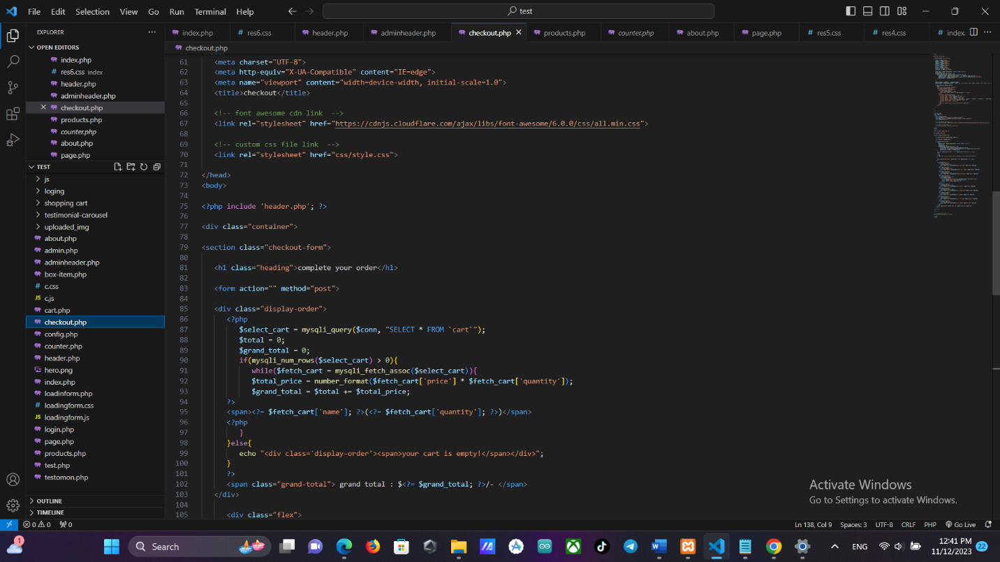 File Edit Selection View Go Run Terminal Help
test
EXPLORER
OPEN EDITORS
index.php
res6.css index
header.php
adminheader.php
checkout.php
products.php
counter.php
about.php
page.php
TEST
js
loging
shopping cart
testimonial-carousel
uploaded_img
about.php
admin.php
adminheader.php
box-item.php
c.css
JS c.js
cart.php
checkout.php
config.php
counter.php
header.php
hero.png
index.php
loadinform.php
loadingform.css
JS loadingform.js
login.php
page.php
products.php
test.php
testomon.php
OUTLINE
TIMELINE
index.php # res6.css header.php adminheader.php checkout.php products.php counter.php about.php page.php # res5.css # res4.css # index.
checkout.php
61 <meta charset="UTF-8">
62 <meta http-equiv="X-UA-Compatible" content="IE=edge">
63 <meta name="viewport" content="width=device-width, initial-scale=1.0">
64 <title>checkout</title>
65
66 <!-- font awesome cdn link -->
67 <link rel="stylesheet" href="https://cdnjs.cloudflare.com/ajax/libs/font-awesome/6.0.0/css/all.min.css">
68
69 <!-- custom css file link -->
70 <link rel="stylesheet" href="css/style.css">
71
72 </head>
73 <body>
74
75 <?php include 'header.php'; ?>
76
77 <div class="container">
78
79 <section class="checkout-form">
80
81 <h1 class="heading">complete your order</h1>
82
83 <form action="" method="post">
84
85 <div class="display-order">
86 <?php
87 $select_cart = mysqli_query($conn, "SELECT * FROM `cart`");
88 $total = 0;
89 $grand_total = 0;
90 if(mysqli_num_rows($select_cart) > 0){
91 while($fetch_cart = mysqli_fetch_assoc($select_cart)){
92 $total_price = number_format($fetch_cart['price'] * $fetch_cart['quantity']);
93 $grand_total = $total += $total_price;
94 ?>
95 <span><?= $fetch_cart['name']; ?>(<?= $fetch_cart['quantity']; ?>)</span>
96 <?php
97 }
98 }else{
99 echo "<div class='display-order'><span>your cart is empty!</span></div>";
100 }
101 ?>
102 <span class="grand-total"> grand total : $<?= $grand_total; ?>/- </span>
103 </div>
104
105 <div class="flex">
Activate Windows
Go to Settings to activate Windows.
0 0 0
Ln 138, Col 9 Spaces: 3 UTF-8 CRLF PHP Go Live
1
Search
ENG
12:41 PM
11/12/2023
22